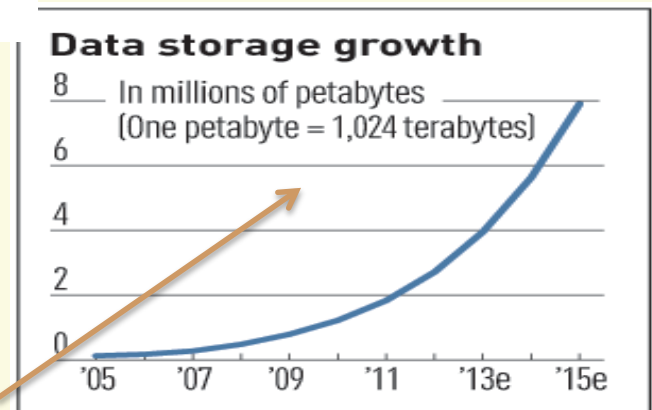 Data storage growth
8
In millions of petabytes
(One petabyte = 1,024 terabytes)
6
4
2
0
'05 '07 '09 '11 '13e '15e